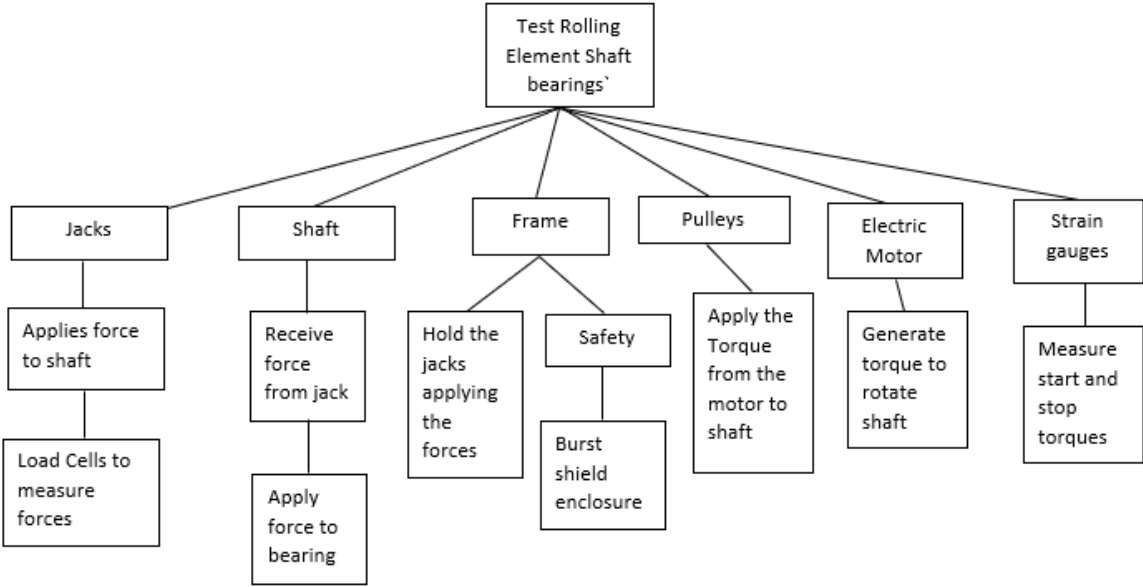 Test Rolling
Element Shaft
bearings`
Jacks
Shaft
Frame
Pulleys
Electric
Motor
Strain
gauges
Applies force
to shaft
Receive
force
from jack
Hold the
jacks
applying
the
forces
Safety
Apply the
Torque
from the
motor to
shaft
Generate
torque to
rotate
shaft
Measure
start and
stop
torques
Load Cells to
measure
forces
Apply
force to
bearing
Burst
shield
enclosure